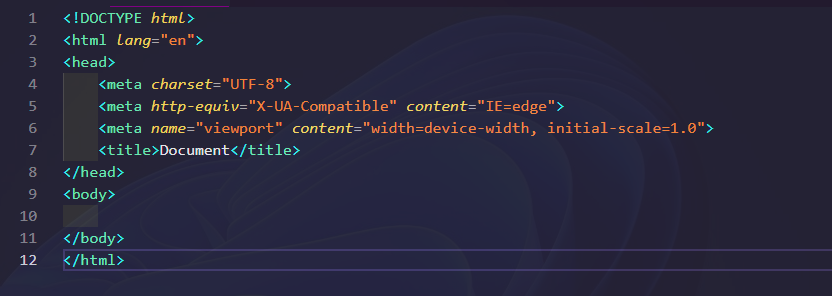 1 <!DOCTYPE html>
2 <html lang="en">
3 <head>
4     <meta charset="UTF-8">
5     <meta http-equiv="X-UA-Compatible" content="IE=edge">
6     <meta name="viewport" content="width=device-width, initial-scale=1.0">
7     <title>Document</title>
8 </head>
9 <body>
10
11 </body>
12 </html>